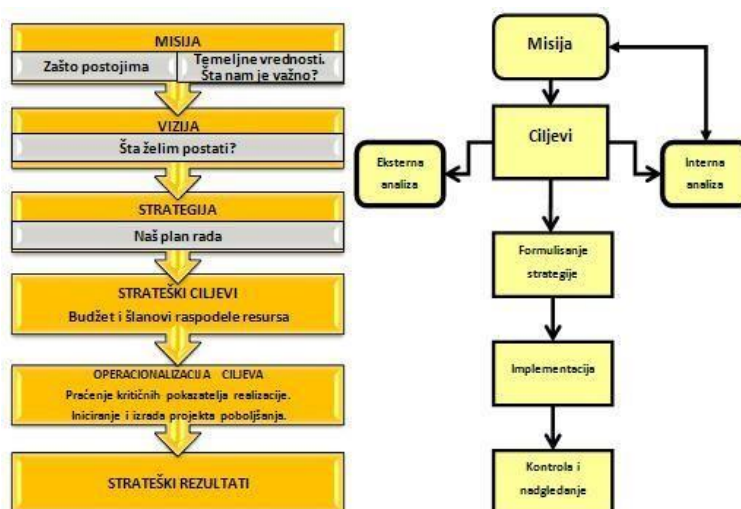 MISIJA
Zašto postojima
Temeljne vrednosti.
Šta nam je važno?
VIZIJA
Šta želim postati?
STRATEGIJA
Naš plan rada
STRATEŠKI CILJEVI
Budžet i šlanovi raspodele resursa
OPERACIONALIZACIJA CILJEVA
Praćenje kritičnih pokazatelja realizacije.
Iniciranje i izrada projekta poboljšanja.
STRATEŠKI REZULTATI
Misija
Ciljevi
Eksterna
analiza
Interna
analiza
Formulisanje
strategije
Implementacija
Kontrola i
nadgledanje